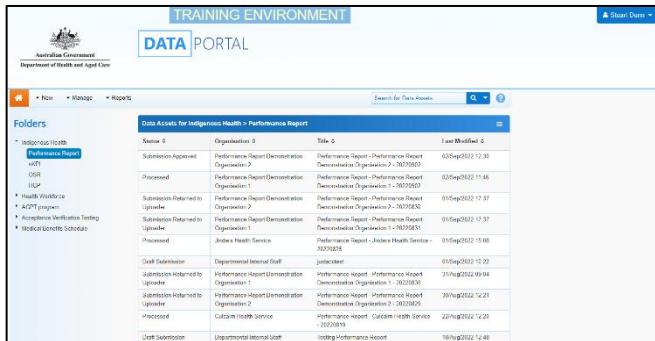 TRAINING ENVIRONMENT
Stuart Dunn
Australian Government
Department of Health and Aged Care
DATA PORTAL
New Manage Reports
Search for Data Assets
Folders
Indigenous Health
Performance Report
nKPI
OSR
HCP
Health Workforce
AGPT program
Acceptance Verification Testing
Medical Benefits Schedule
Data Assets for Indigenous Health > Performance Report
Status Organisation Title Last Modified
Submission Approved Performance Report Demonstration Performance Report - Performance Report 02/Sep/2022 12:30
Organisation 2 Demonstration Organisation 2 - 20220902
Processed Performance Report Demonstration Performance Report - Performance Report 02/Sep/2022 11:46
Organisation 1 Demonstration Organisation 1 - 20220902
Submission Returned to Performance Report Demonstration Performance Report - Performance Report 01/Sep/2022 17:37
Uploader Organisation 2 Demonstration Organisation 2 - 20220830
Submission Returned to Performance Report Demonstration Performance Report - Performance Report 01/Sep/2022 17:37
Uploader Organisation 1 Demonstration Organisation 1 - 20220831
Processed Jindera Health Service Performance Report - Jindera Health Service - 01/Sep/2022
20220825
Draft Submission Departmental Internal Staff 01/Sep/2022 12:22
Submission Returned to Performance Report Demonstration Performance Report - Performance Report 31/Aug/2022 09:04
Uploader Organisation 1 Demonstration Organisation 1 - 20220830
Submission Returned to Performance Report Demonstration Performance Report - Performance Report 30/Aug/2022 12:21
Uploader Organisation 2 Demonstration Organisation 2 - 20220829
Processed Culcairn Health Service Performance Report - Culcairn Health Service 22/Aug/2022 12:20
- 20220819
Draft Submission Departmental Internal Staff Testing Performance Report 18/Aug/2022 12:48